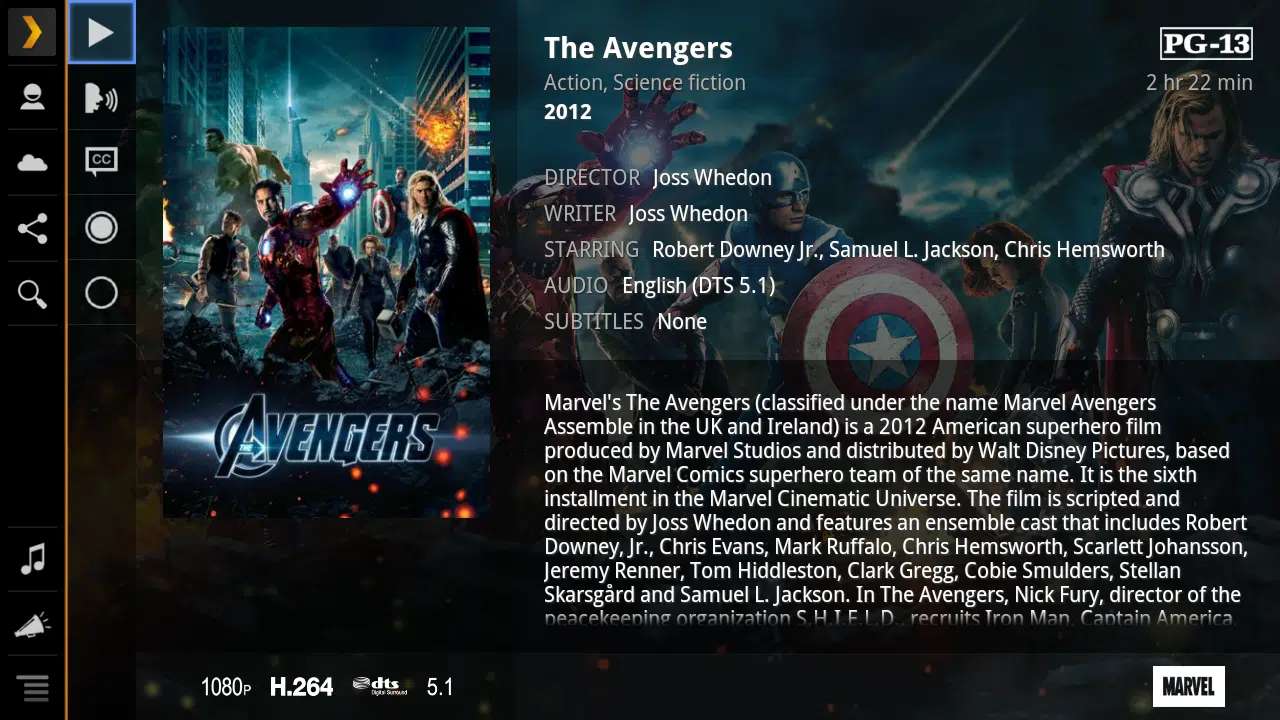 The Avengers
PG-13
Action, Science fiction
2 hr 22 min
2012
DIRECTOR Joss Whedon
WRITER Joss Whedon
STARRING Robert Downey Jr., Samuel L. Jackson, Chris Hemsworth
AUDIO English (DTS 5.1)
SUBTITLES None
CC
THE AVENGERS
Marvel's The Avengers (classified under the name Marvel Avengers
Assemble in the UK and Ireland) is a 2012 American superhero film
produced by Marvel Studios and distributed by Walt Disney Pictures, based
on the Marvel Comics superhero team of the same name. It is the sixth
installment in the Marvel Cinematic Universe. The film is scripted and
directed by Joss Whedon and features an ensemble cast that includes Robert
Downey, Jr., Chris Evans, Mark Ruffalo, Chris Hemsworth, Scarlett Johansson,
Jeremy Renner, Tom Hiddleston, Clark Gregg, Cobie Smulders, Stellan
Skarsgård and Samuel L. Jackson. In The Avengers, Nick Fury, director of the
peacekeeping organization S.H.I.E.L.D., recruits Iron Man, Captain America,
1080P H.264 dts Digital Surround 5.1
MARVEL